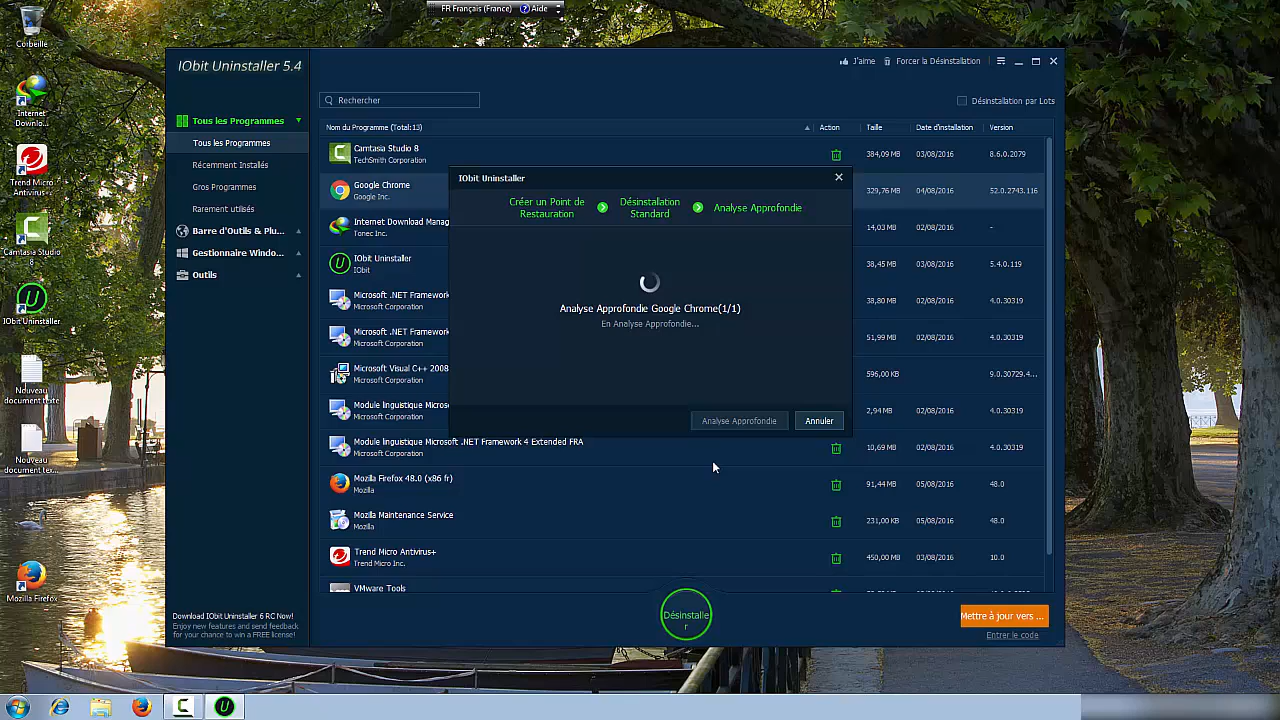 FR Français (France) Aide
Corbeille
Internet
Downlo...
Trend Micro
Antivirus+
Camtasia Studio
8
IObit Uninstaller
Nouveau
document texte
Nouveau
document tex...
Mozilla Firefox
IObit Uninstaller 5.4
J'aime
Forcer la Désinstallation
Rechercher
Désinstallation par Lots
Tous les Programmes
Tous les Programmes
Récemment Installés
Gros Programmes
Rarement utilisés
Barre d'Outils & Plu...
Gestionnaire Windo...
Outils
Nom du Programme (Total:13) Action Taille Date d'installation Version
Camtasia Studio 8
TechSmith Corporation
384,09 MB 03/08/2016 8.6.0.2079
Google Chrome
Google Inc.
329,76 MB 04/08/2016 52.0.2743.116
Internet Download Manag
Tonec Inc.
14,03 MB 02/08/2016 -
IObit Uninstaller
IObit
38,45 MB 03/08/2016 5.4.0.119
Microsoft .NET Framework
Microsoft Corporation
38,80 MB 02/08/2016 4.0.30319
Microsoft .NET Framework
Microsoft Corporation
51,99 MB 02/08/2016 4.0.30319
Microsoft Visual C++ 2008
Microsoft Corporation
596,00 KB 02/08/2016 9.0.30729.4...
Module linguistique Micros
Microsoft Corporation
2,94 MB 02/08/2016 4.0.30319
Module linguistique Microsoft .NET Framework 4 Extended FRA
Microsoft Corporation
10,69 MB 02/08/2016 4.0.30319
Mozilla Firefox 48.0 (x86 fr)
Mozilla
91,44 MB 05/08/2016 48.0
Mozilla Maintenance Service
Mozilla
231,00 KB 05/08/2016 48.0
Trend Micro Antivirus+
Trend Micro Inc.
450,00 MB 03/08/2016 10.0
VMware Tools
IObit Uninstaller
Créer un Point de
Restauration
Désinstallation
Standard
Analyse Approfondie
Analyse Approfondie Google Chrome(1/1)
En Analyse Approfondie...
Analyse Approfondie
Annuler
Download IObit Uninstaller 6 RC Now!
Enjoy new features and send feedback
for your chance to win a FREE license!
Désinstalle
r
Mettre à jour vers ...
Entrer le code